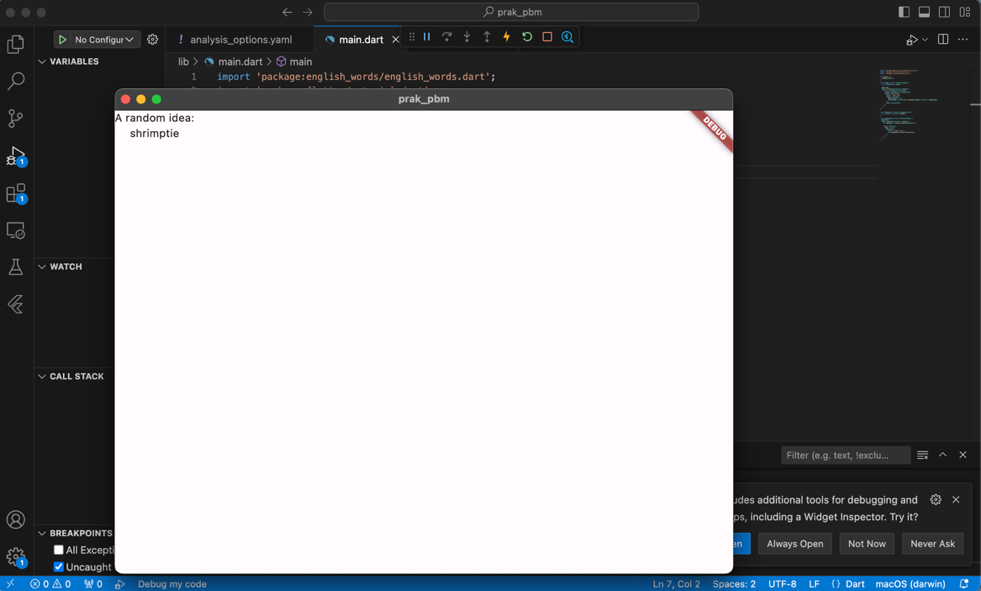 prak_pbm
No Configur
analysis_options.yaml
main.dart
VARIABLES
lib > main.dart > main
1 import 'package:english_words/english_words.dart';
prak_pbm
A random idea:
shrimptie
DEBUG
1
1
WATCH
CALL STACK
Filter (e.g. text, !exclu...
udes additional tools for debugging and
ps, including a Widget Inspector. Try it?
en
Always Open
Not Now
Never Ask
BREAKPOINTS
All Excepti
Uncaught
1
0 0 0 Debug my code
Ln 7, Col 2 Spaces: 2 UTF-8 LF {} Dart macOS (darwin)